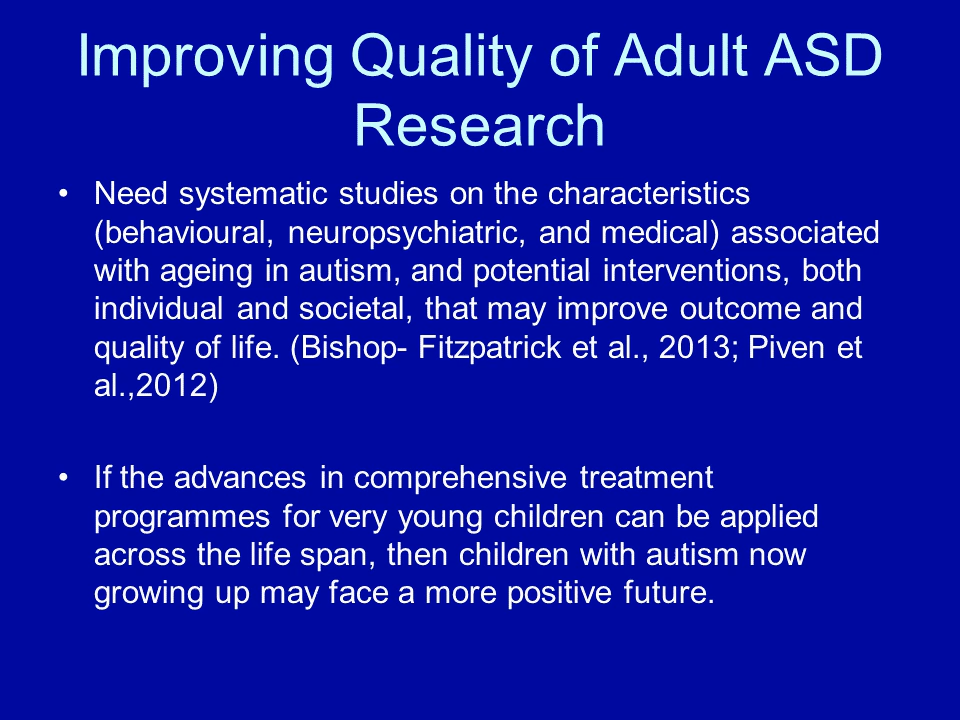 Improving Quality of Adult ASD
Research
• Need systematic studies on the characteristics
(behavioural, neuropsychiatric, and medical) associated
with ageing in autism, and potential interventions, both
individual and societal, that may improve outcome and
quality of life. (Bishop- Fitzpatrick et al., 2013; Piven et
al.,2012)
• If the advances in comprehensive treatment
programmes for very young children can be applied
across the life span, then children with autism now
growing up may face a more positive future.